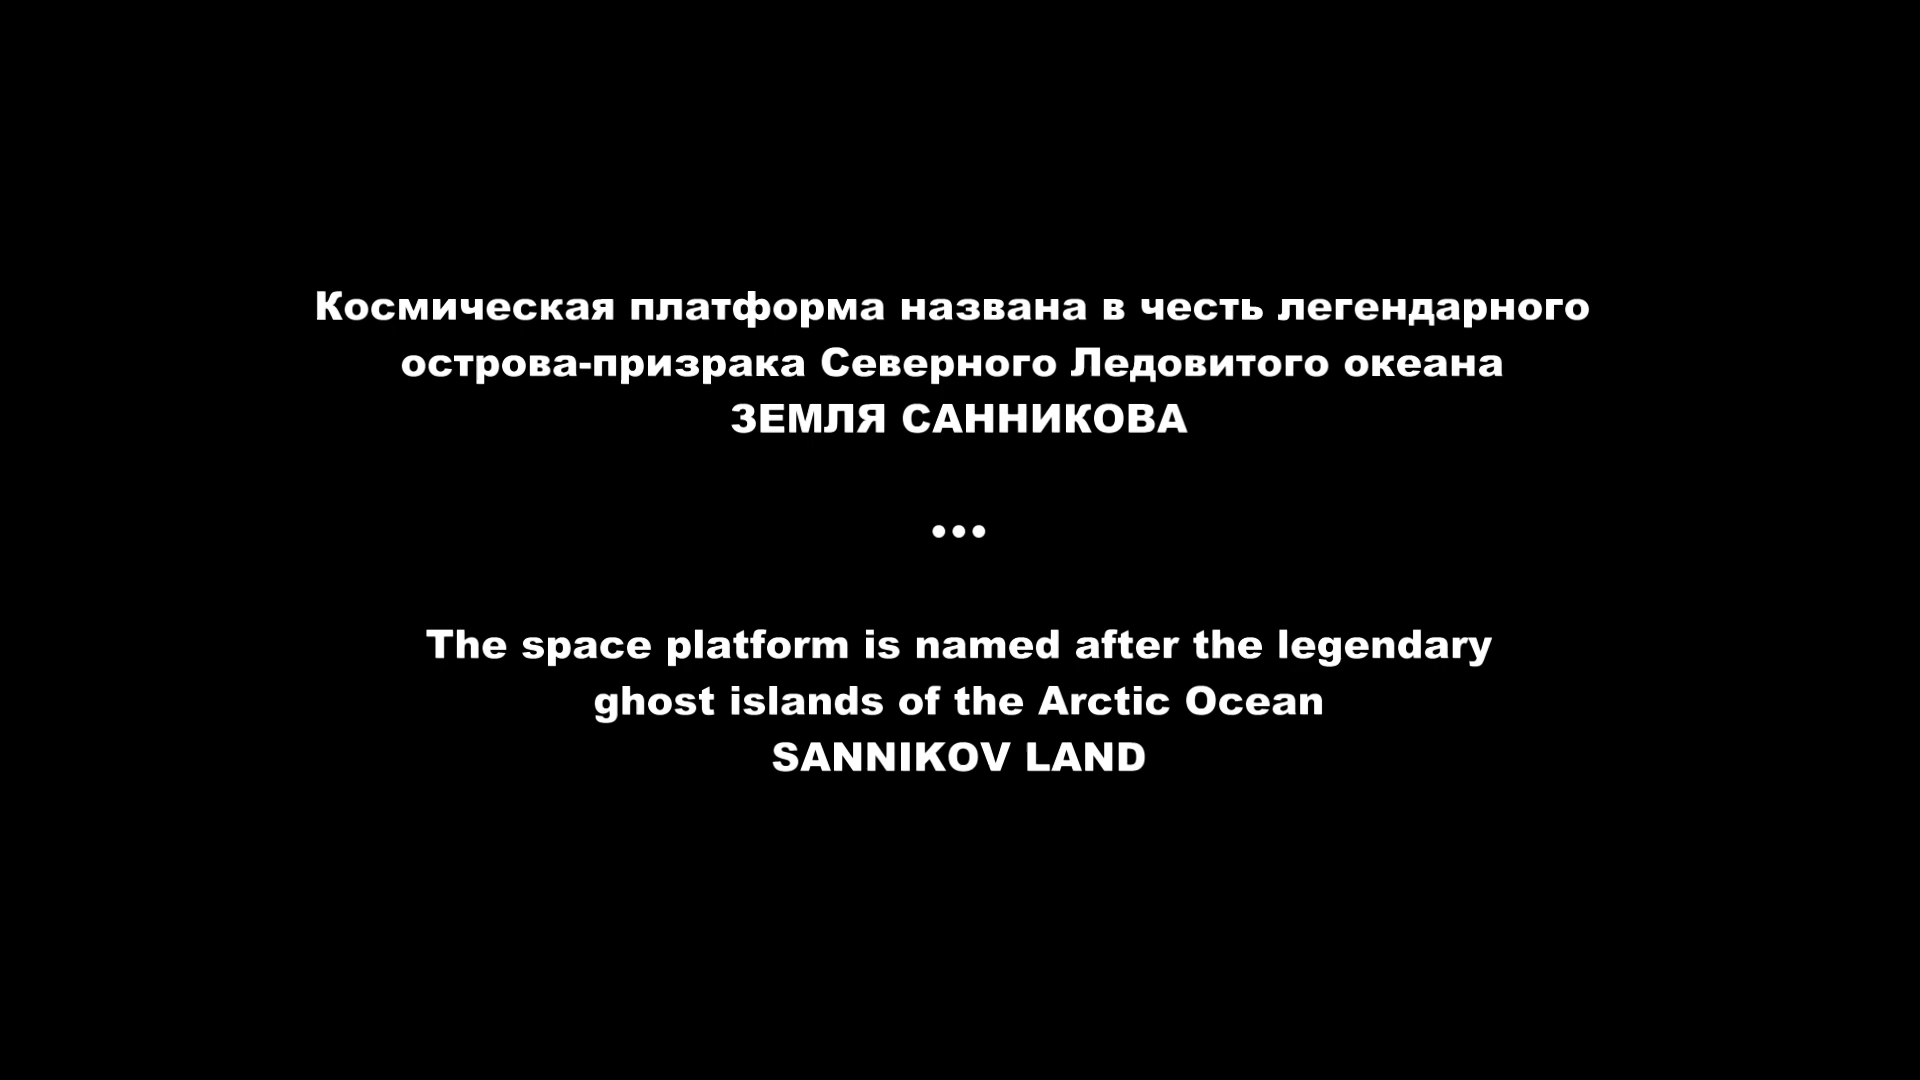 Космическая платформа названа в честь легендарного
острова-призрака Северного Ледовитого океана
ЗЕМЛЯ САННИКОВА
...
The space platform is named after the legendary
ghost islands of the Arctic Ocean
SANNIKOV LAND